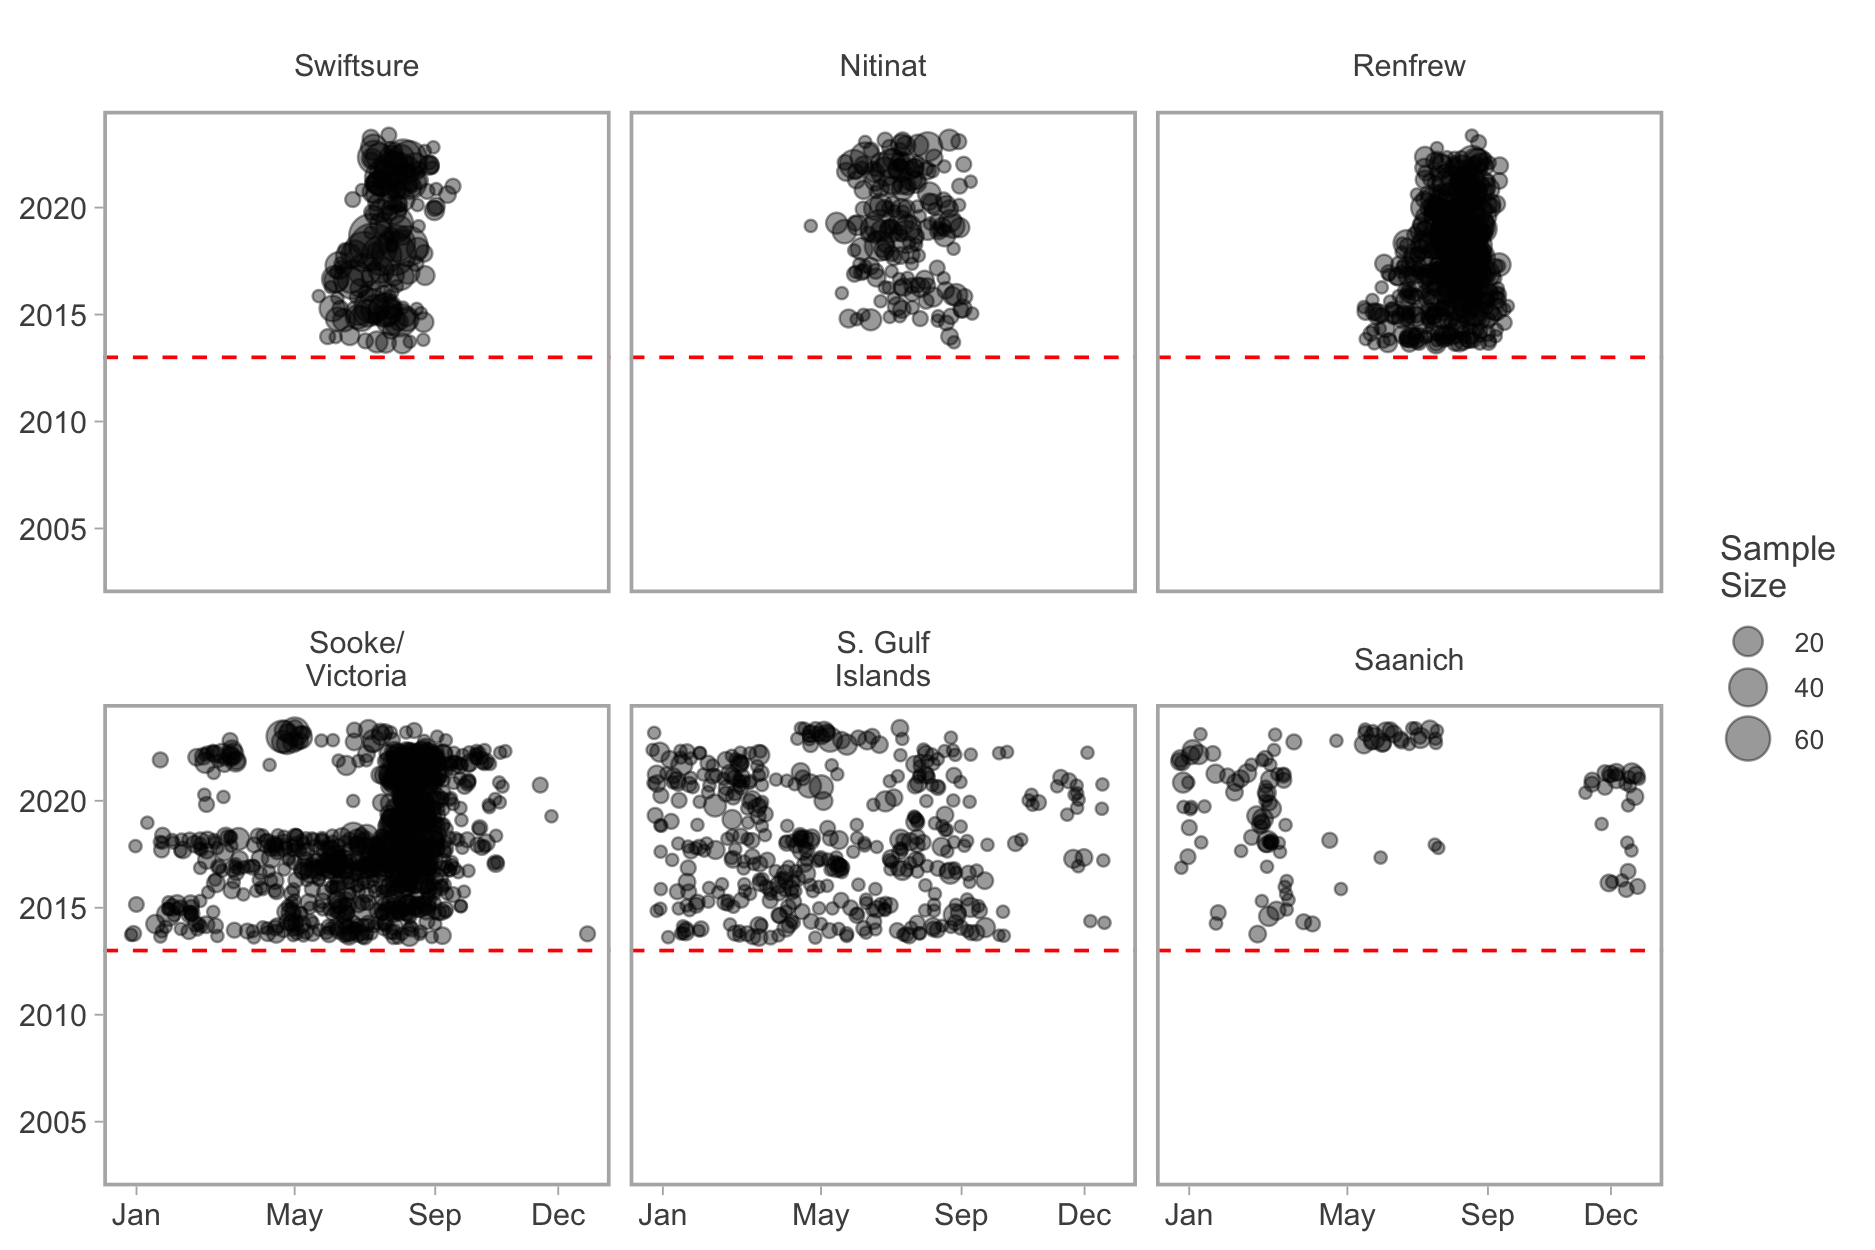 Swiftsure
Nitinat
Renfrew
2020
2015
2010
2005
Sooke/
Victoria
S. Gulf
Islands
Saanich
2020
2015
2010
2005
Jan
May
Sep
Dec
Jan
May
Sep
Dec
Jan
May
Sep
Dec
Sample
Size
20
40
60